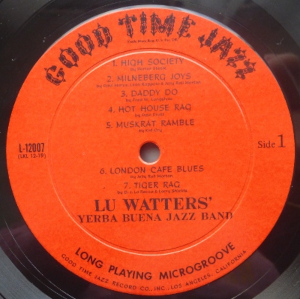 GOOD TIME JAZZ
1. HIGH SOCIETY
2. MILNEBERG JOYS
3. DADDY DO
4. HOT HOUSE RAG
5. MUSKRAT RAMBLE
L-12007
Side 1
6. LONDON CAFE BLUES
7. TIGER RAG
LU WATTERS'
YERBA BUENA JAZZ BAND
LONG PLAYING MICROGROOVE
GOOD TIME JAZZ RECORD CO., INC., LOS ANGELES, CALIFORNIA